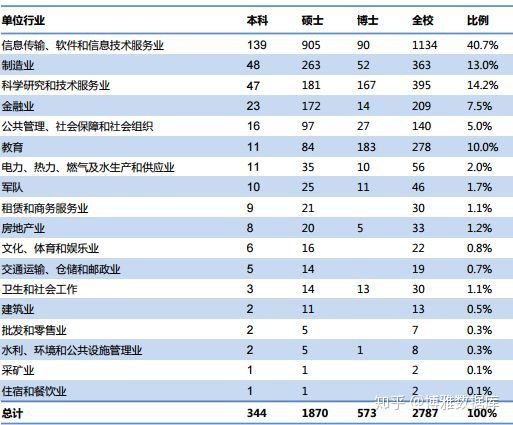 单位行业 本科 硕士 博士 全校 比例
信息传输、软件和信息技术服务业 139 905 90 1134 40.7%
制造业 48 263 52 363 13.0%
科学研究和技术服务业 47 181 167 395 14.2%
金融业 23 172 14 209 7.5%
公共管理、社会保障和社会组织 16 97 27 140 5.0%
教育 11 84 183 278 10.0%
电力、热力、燃气及水生产和供应业 11 35 10 56 2.0%
军队 10 25 11 46 1.7%
租赁和商务服务业 9 21 30 1.1%
房地产业 8 20 5 33 1.2%
文化、体育和娱乐业 6 16 22 0.8%
交通运输、仓储和邮政业 5 14 19 0.7%
卫生和社会工作 3 14 13 30 1.1%
建筑业 2 11 13 0.5%
批发和零售业 2 5 7 0.3%
水利、环境和公共设施管理业 2 5 1 8 0.3%
采矿业 1 1 2 0.1%
住宿和餐饮业 1 1 2 0.1%
总计 344 1870 573 2787 100%
知乎 @博雅数据库